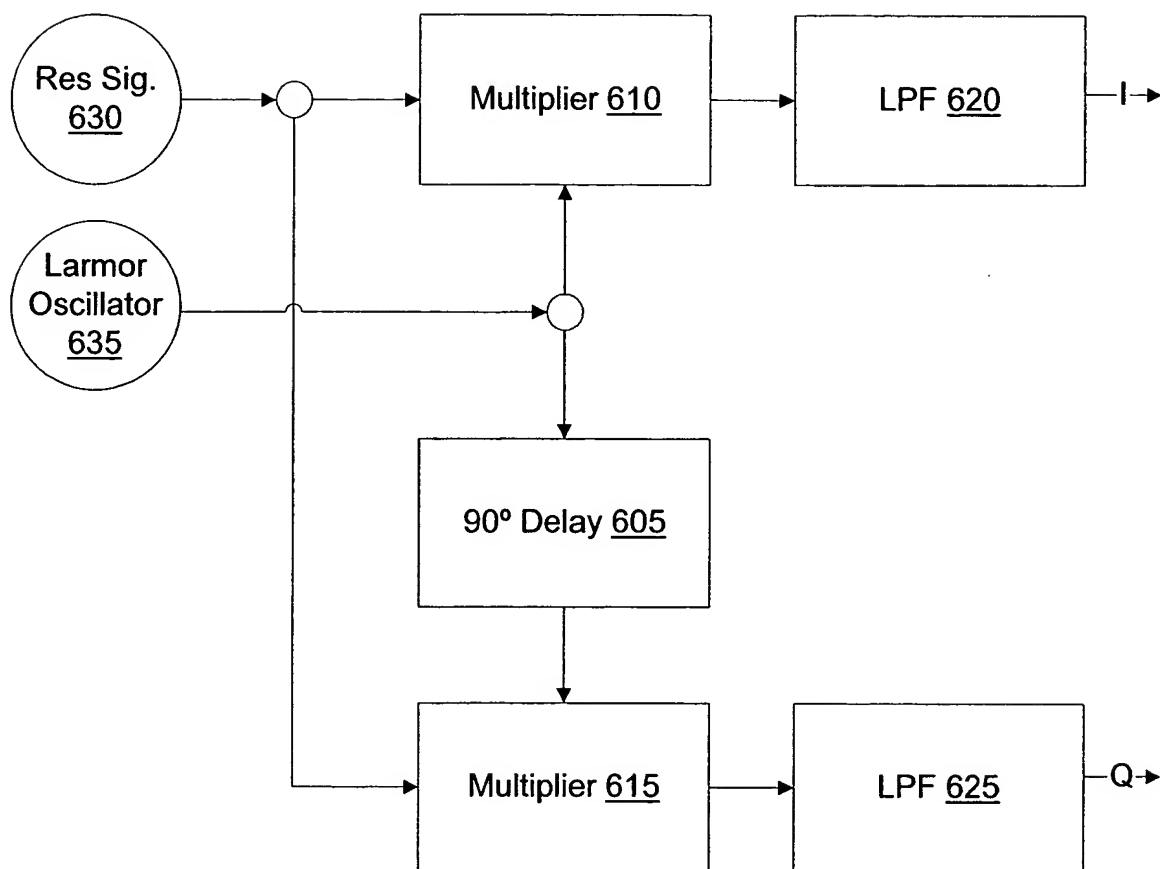 Res Sig.
630
Multiplier 610
LPF 620
I
Larmor
Oscillator
635
90º Delay 605
Multiplier 615
LPF 625
Q